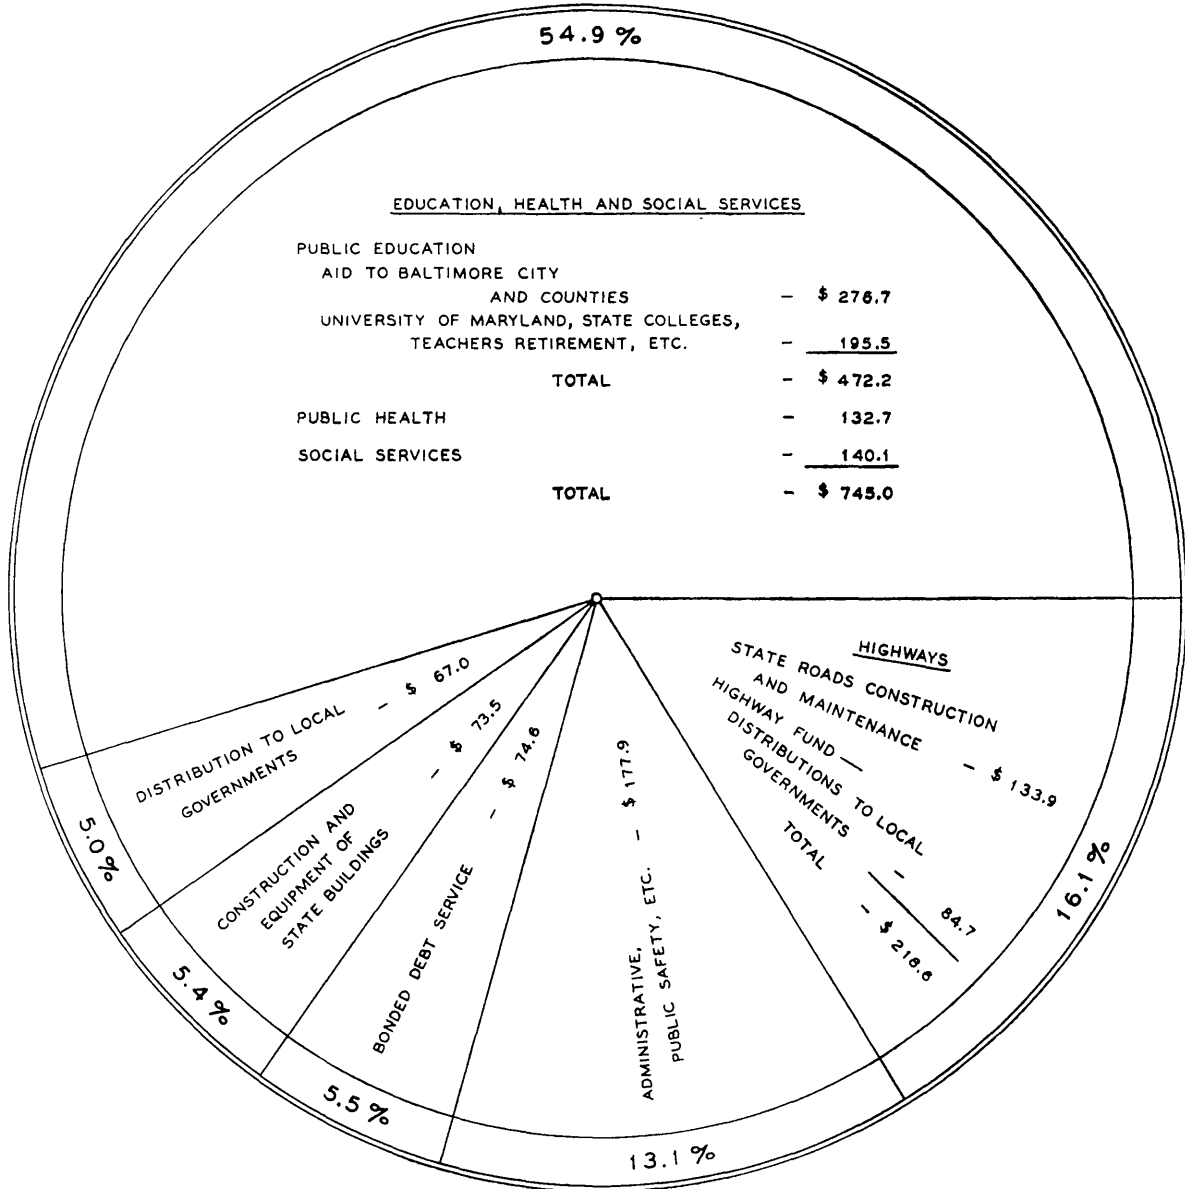 54.9 %
EDUCATION, HEALTH AND SOCIAL SERVICES
PUBLIC EDUCATION
AID TO BALTIMORE CITY
AND COUNTIES - $ 276.7
UNIVERSITY OF MARYLAND, STATE COLLEGES,
TEACHERS RETIREMENT, ETC. - 195.5
TOTAL - $ 472.2
PUBLIC HEALTH - 132.7
SOCIAL SERVICES - 140.1
TOTAL - $ 745.0
HIGHWAYS
STATE ROADS CONSTRUCTION
AND MAINTENANCE - $ 133.9
HIGHWAY FUND —
DISTRIBUTIONS TO LOCAL
GOVERNMENTS - 84.7
TOTAL - $ 218.6
16.1 %
ADMINISTRATIVE,
PUBLIC SAFETY, ETC. - $ 177.9
13.1 %
BONDED DEBT SERVICE - $ 74.6
5.5 %
CONSTRUCTION AND
EQUIPMENT OF
STATE BUILDINGS - $ 73.5
5.4 %
DISTRIBUTION TO LOCAL
GOVERNMENTS - $ 67.0
5.0 %